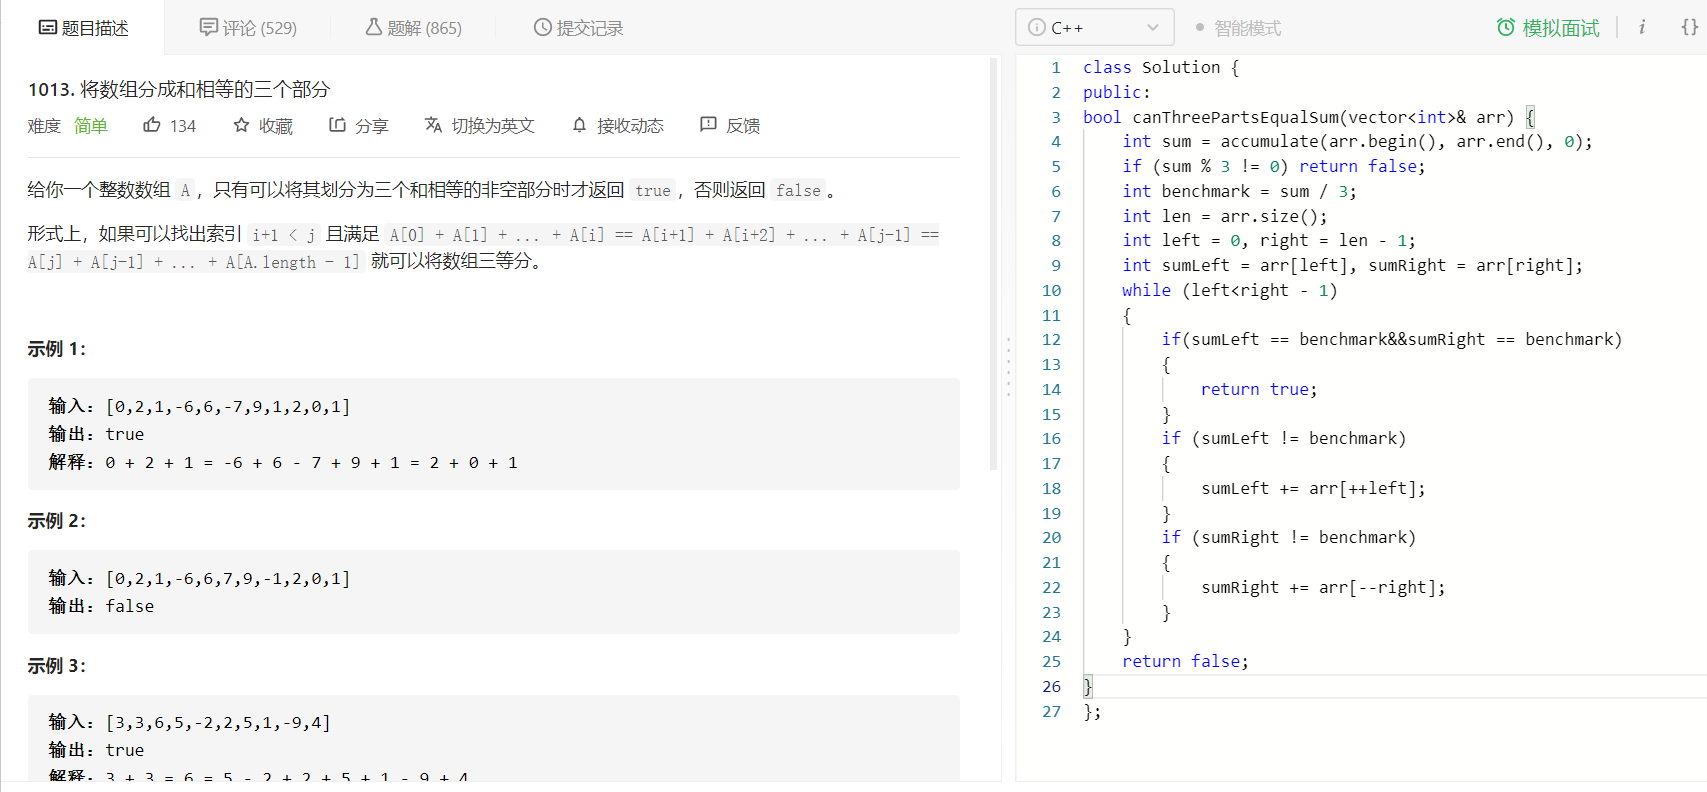 题目描述
评论 (529)
题解 (865)
提交记录
1013. 将数组分成和相等的三个部分
难度 简单 134 收藏 分享 切换为英文 接收动态 反馈
给你一个整数数组 A，只有可以将其划分为三个和相等的非空部分时才返回 true，否则返回 false。
形式上，如果可以找出索引 i+1 < j 且满足 A[0] + A[1] + ... + A[i] == A[i+1] + A[i+2] + ... + A[j-1] ==
A[j] + A[j-1] + ... + A[A.length - 1] 就可以将数组三等分。
示例 1：
输入：[0,2,1,-6,6,-7,9,1,2,0,1]
输出：true
解释：0 + 2 + 1 = -6 + 6 - 7 + 9 + 1 = 2 + 0 + 1
示例 2：
输入：[0,2,1,-6,6,7,9,-1,2,0,1]
输出：false
示例 3：
输入：[3,3,6,5,-2,2,5,1,-9,4]
输出：true
解释：3 + 3 = 6 = 5 - 2 + 2 + 5 + 1 - 9 + 4
C++
智能模式
模拟面试
i {}
1 class Solution {
2 public:
3 bool canThreePartsEqualSum(vector<int>& arr) {
4 int sum = accumulate(arr.begin(), arr.end(), 0);
5 if (sum % 3 != 0) return false;
6 int benchmark = sum / 3;
7 int len = arr.size();
8 int left = 0, right = len - 1;
9 int sumLeft = arr[left], sumRight = arr[right];
10 while (left<right - 1)
11 {
12 if(sumLeft == benchmark&&sumRight == benchmark)
13 {
14 return true;
15 }
16 if (sumLeft != benchmark)
17 {
18 sumLeft += arr[++left];
19 }
20 if (sumRight != benchmark)
21 {
22 sumRight += arr[--right];
23 }
24 }
25 return false;
26 }
27 };